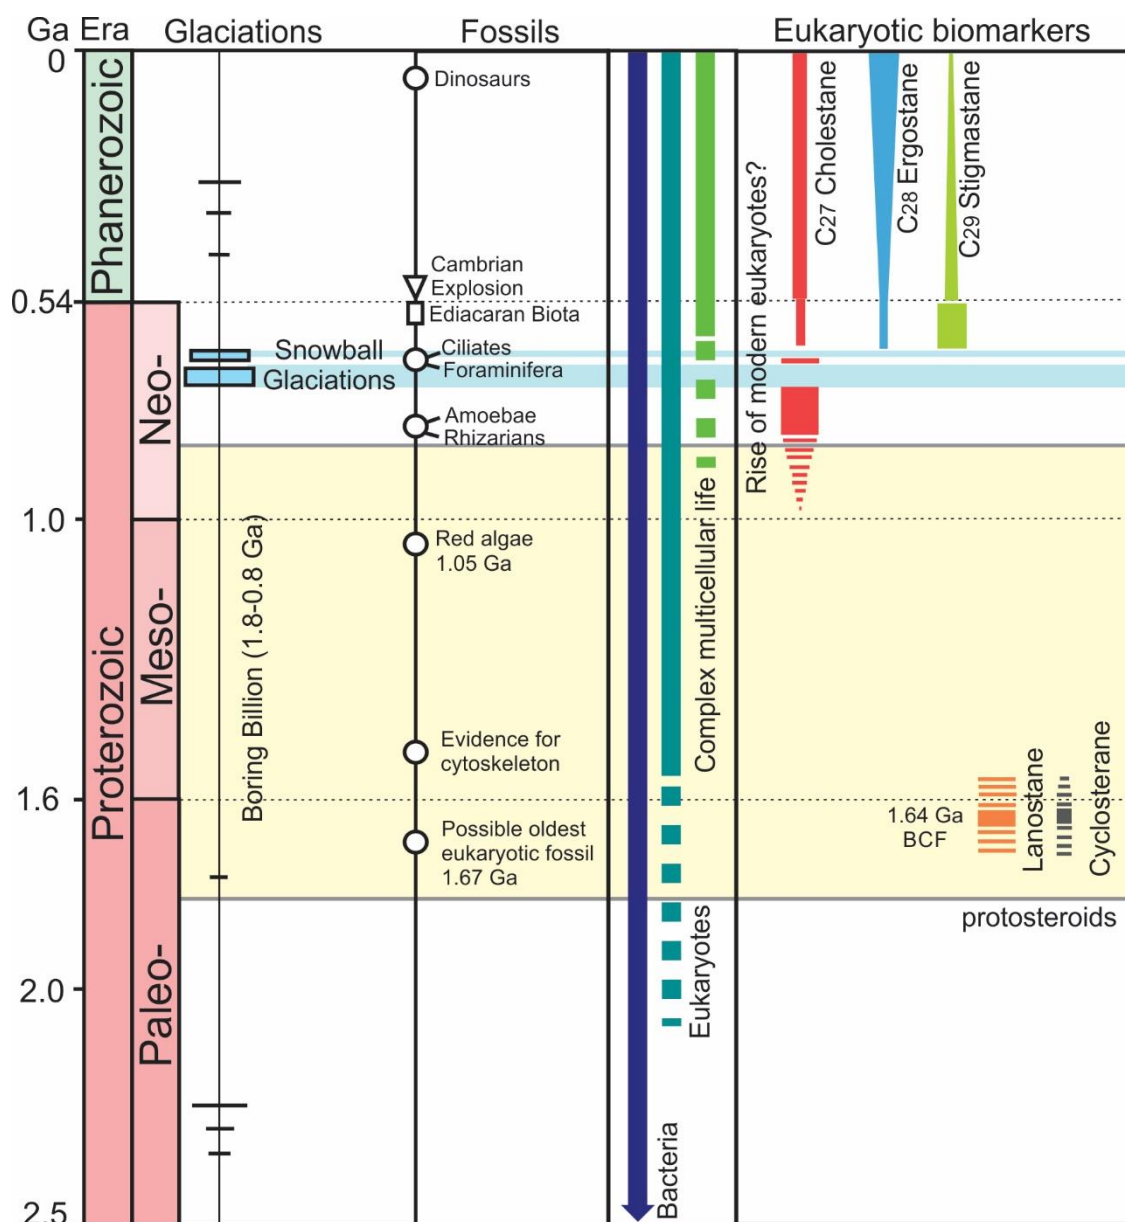 Ga Era Glaciations Fossils Eukaryotic biomarkers
0
Dinosaurs
Phanerozoic
C27 Cholestane
C28 Ergostane
C29 Stigmastane
Rise of modern eukaryotes?
Cambrian
Explosion
0.54
Ediacaran Biota
Snowball
Glaciations
Ciliates
Foraminifera
Neo-
Amoebae
Rhizarians
1.0
Red algae
1.05 Ga
Complex multicellular life
Boring Billion (1.8-0.8 Ga)
Proterozoic
Meso-
Evidence for
cytoskeleton
1.6
1.64 Ga
BCF
Lanostane
Cyclosterane
Possible oldest
eukaryotic fossil
1.67 Ga
protosteroids
Eukaryotes
Paleo-
2.0
Bacteria
2.5